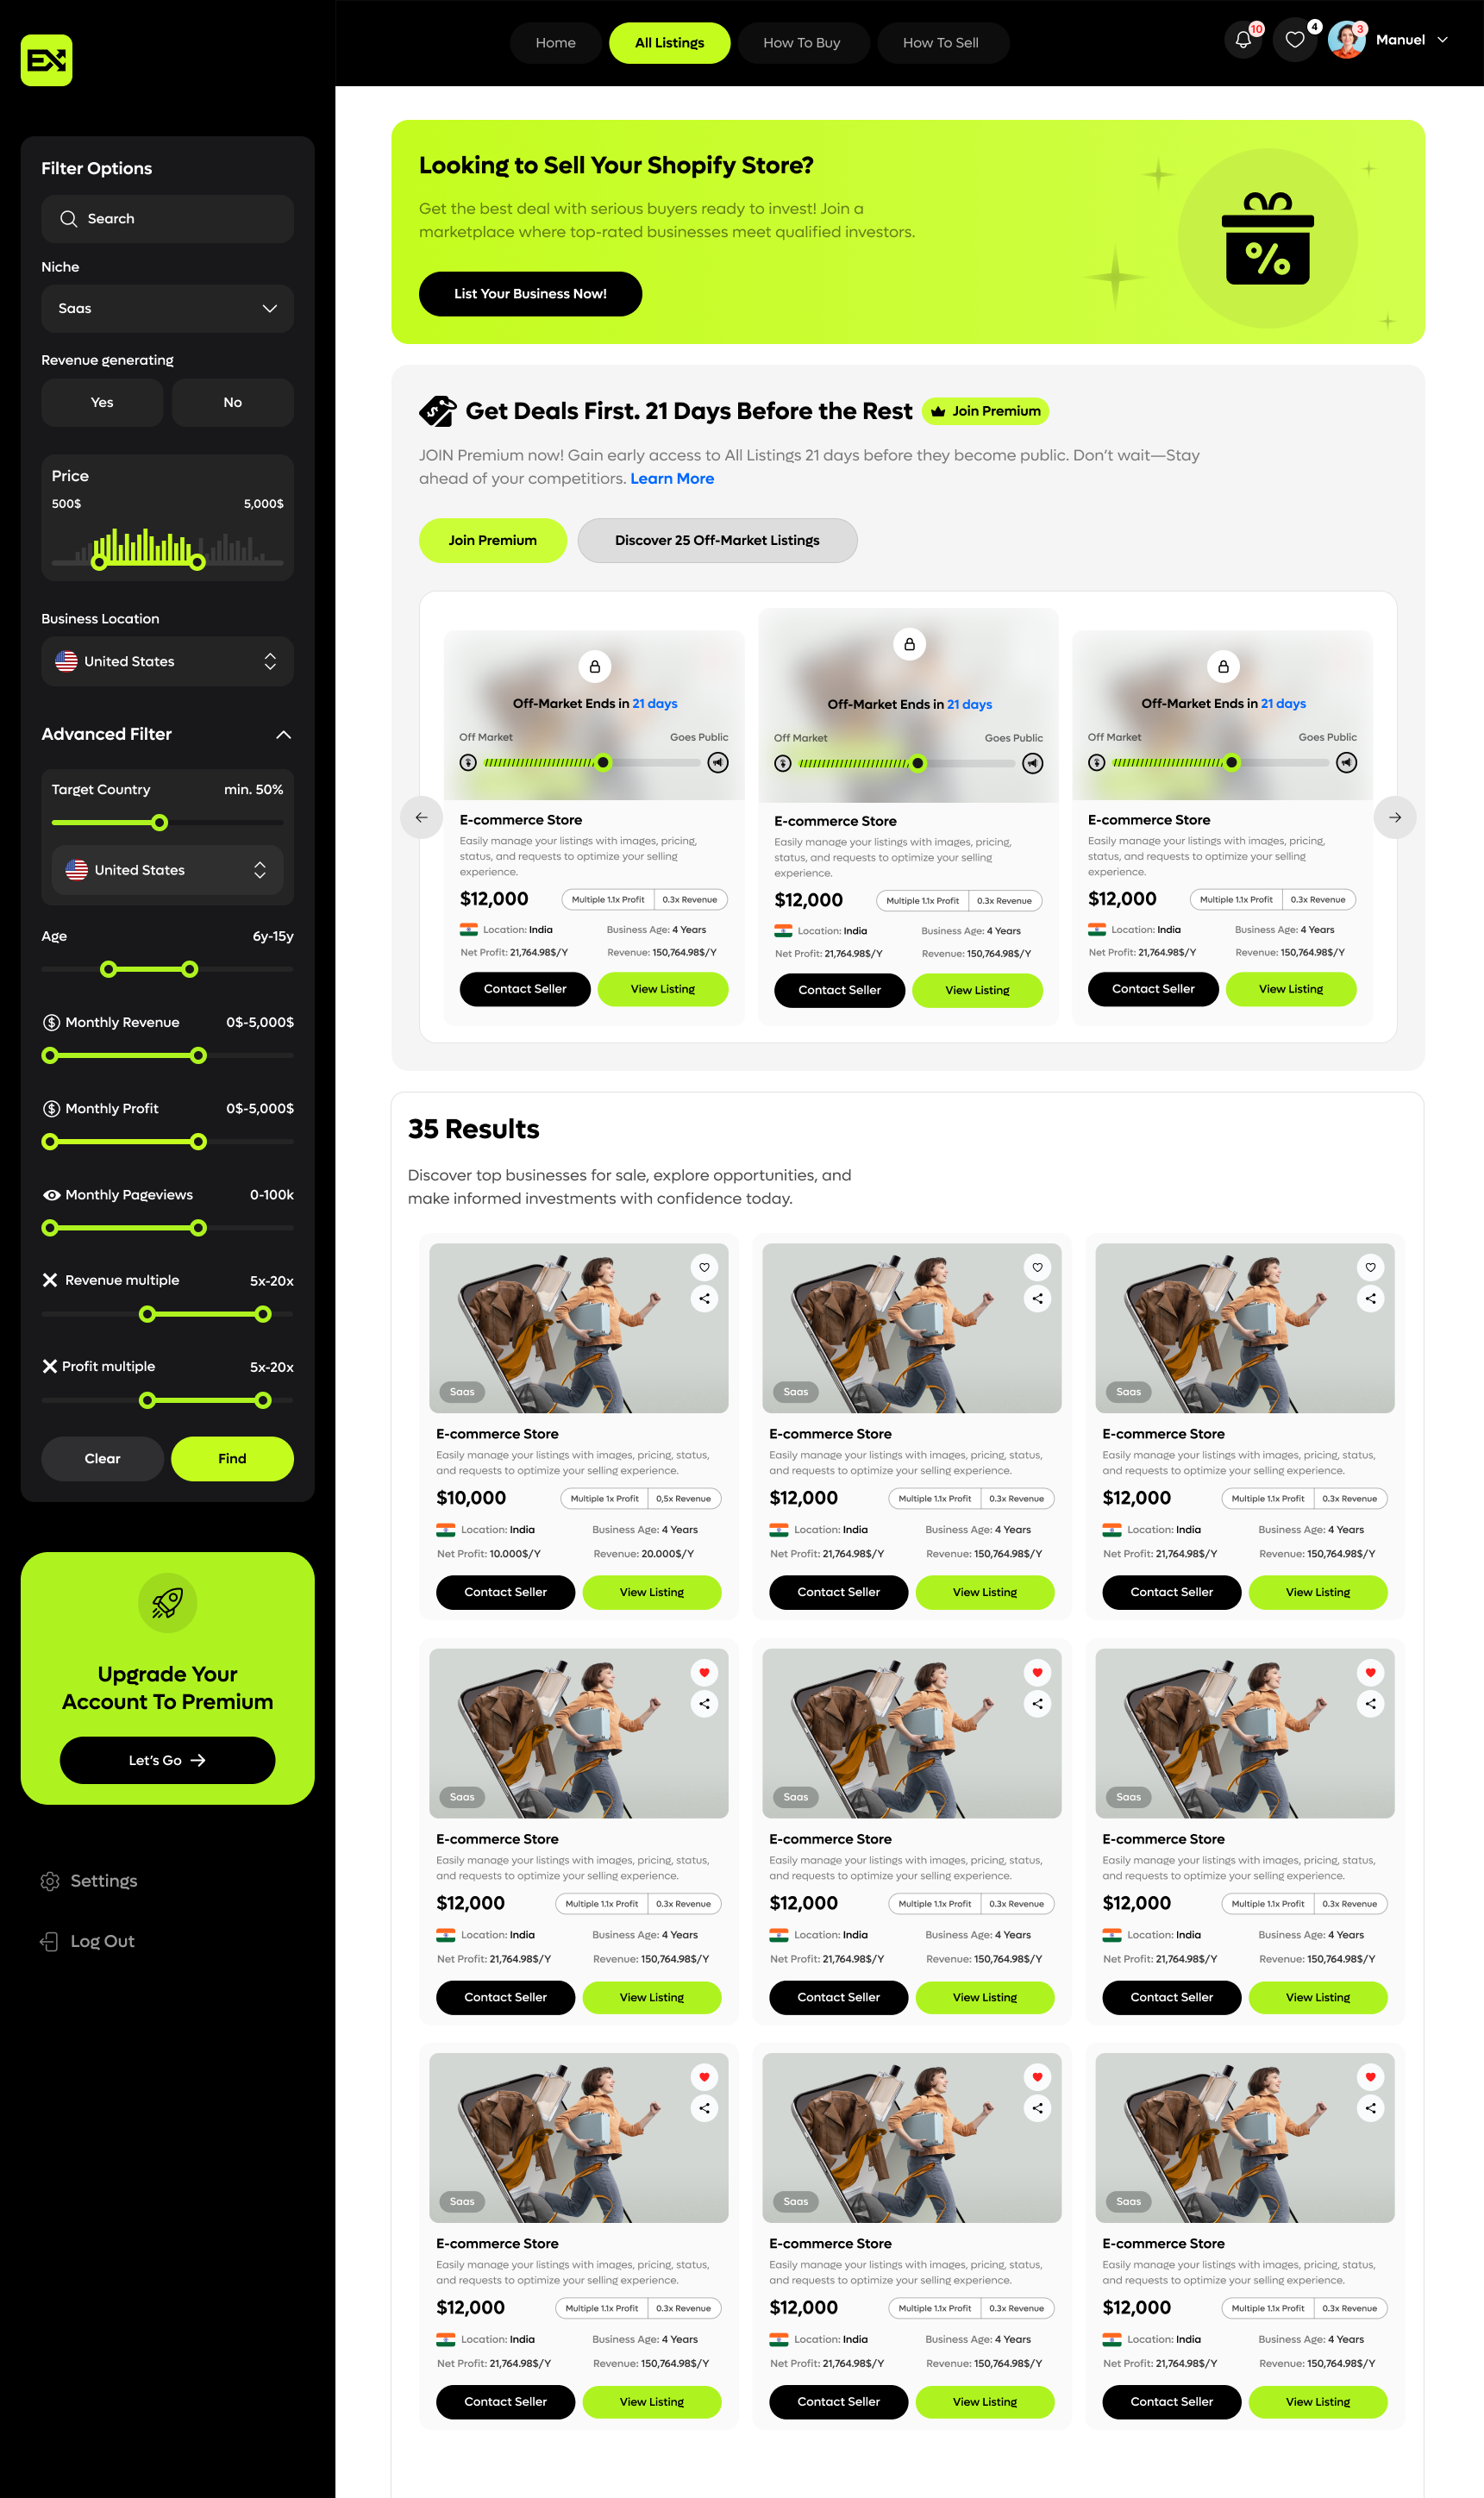 EX
Home
All Listings
How To Buy
How To Sell
10
4
3
Manuel
Filter Options
Search
Niche
Saas
Revenue generating
Yes
No
Price
500$
5,000$
Business Location
United States
Advanced Filter
Target Country
min. 50%
United States
Age
6y-15y
Monthly Revenue
0$-5,000$
Monthly Profit
0$-5,000$
Monthly Pageviews
0-100k
Revenue multiple
5x-20x
Profit multiple
5x-20x
Clear
Find
Upgrade Your
Account To Premium
Let's Go
Settings
Log Out
Looking to Sell Your Shopify Store?
Get the best deal with serious buyers ready to invest! Join a
marketplace where top-rated businesses meet qualified investors.
List Your Business Now!
%
$
Get Deals First. 21 Days Before the Rest
Join Premium
JOIN Premium now! Gain early access to All Listings 21 days before they become public. Don't wait—Stay
ahead of your competitiors. Learn More
Join Premium
Discover 25 Off-Market Listings
Off-Market Ends in 21 days
Off Market
Goes Public
E-commerce Store
Easily manage your listings with images, pricing,
status, and requests to optimize your selling
experience.
$12,000
Multiple 1.1x Profit
0.3x Revenue
Location: India
Business Age: 4 Years
Net Profit: 21,764.98$/Y
Revenue: 150,764.98$/Y
Contact Seller
View Listing
Off-Market Ends in 21 days
Off Market
Goes Public
E-commerce Store
Easily manage your listings with images, pricing,
status, and requests to optimize your selling
experience.
$12,000
Multiple 1.1x Profit
0.3x Revenue
Location: India
Business Age: 4 Years
Net Profit: 21,764.98$/Y
Revenue: 150,764.98$/Y
Contact Seller
View Listing
Off-Market Ends in 21 days
Off Market
Goes Public
E-commerce Store
Easily manage your listings with images, pricing,
status, and requests to optimize your selling
experience.
$12,000
Multiple 1.1x Profit
0.3x Revenue
Location: India
Business Age: 4 Years
Net Profit: 21,764.98$/Y
Revenue: 150,764.98$/Y
Contact Seller
View Listing
35 Results
Discover top businesses for sale, explore opportunities, and
make informed investments with confidence today.
Saas
E-commerce Store
Easily manage your listings with images, pricing, status,
and requests to optimize your selling experience.
$10,000
Multiple 1x Profit
0,5x Revenue
Location: India
Business Age: 4 Years
Net Profit: 10.000$/Y
Revenue: 20.000$/Y
Contact Seller
View Listing
Saas
E-commerce Store
Easily manage your listings with images, pricing, status,
and requests to optimize your selling experience.
$12,000
Multiple 1.1x Profit
0.3x Revenue
Location: India
Business Age: 4 Years
Net Profit: 21,764.98$/Y
Revenue: 150,764.98$/Y
Contact Seller
View Listing
Saas
E-commerce Store
Easily manage your listings with images, pricing, status,
and requests to optimize your selling experience.
$12,000
Multiple 1.1x Profit
0.3x Revenue
Location: India
Business Age: 4 Years
Net Profit: 21,764.98$/Y
Revenue: 150,764.98$/Y
Contact Seller
View Listing
Saas
E-commerce Store
Easily manage your listings with images, pricing, status,
and requests to optimize your selling experience.
$12,000
Multiple 1.1x Profit
0.3x Revenue
Location: India
Business Age: 4 Years
Net Profit: 21,764.98$/Y
Revenue: 150,764.98$/Y
Contact Seller
View Listing
Saas
E-commerce Store
Easily manage your listings with images, pricing, status,
and requests to optimize your selling experience.
$12,000
Multiple 1.1x Profit
0.3x Revenue
Location: India
Business Age: 4 Years
Net Profit: 21,764.98$/Y
Revenue: 150,764.98$/Y
Contact Seller
View Listing
Saas
E-commerce Store
Easily manage your listings with images, pricing, status,
and requests to optimize your selling experience.
$12,000
Multiple 1.1x Profit
0.3x Revenue
Location: India
Business Age: 4 Years
Net Profit: 21,764.98$/Y
Revenue: 150,764.98$/Y
Contact Seller
View Listing
Saas
E-commerce Store
Easily manage your listings with images, pricing, status,
and requests to optimize your selling experience.
$12,000
Multiple 1.1x Profit
0.3x Revenue
Location: India
Business Age: 4 Years
Net Profit: 21,764.98$/Y
Revenue: 150,764.98$/Y
Contact Seller
View Listing
Saas
E-commerce Store
Easily manage your listings with images, pricing, status,
and requests to optimize your selling experience.
$12,000
Multiple 1.1x Profit
0.3x Revenue
Location: India
Business Age: 4 Years
Net Profit: 21,764.98$/Y
Revenue: 150,764.98$/Y
Contact Seller
View Listing
Saas
E-commerce Store
Easily manage your listings with images, pricing, status,
and requests to optimize your selling experience.
$12,000
Multiple 1.1x Profit
0.3x Revenue
Location: India
Business Age: 4 Years
Net Profit: 21,764.98$/Y
Revenue: 150,764.98$/Y
Contact Seller
View Listing